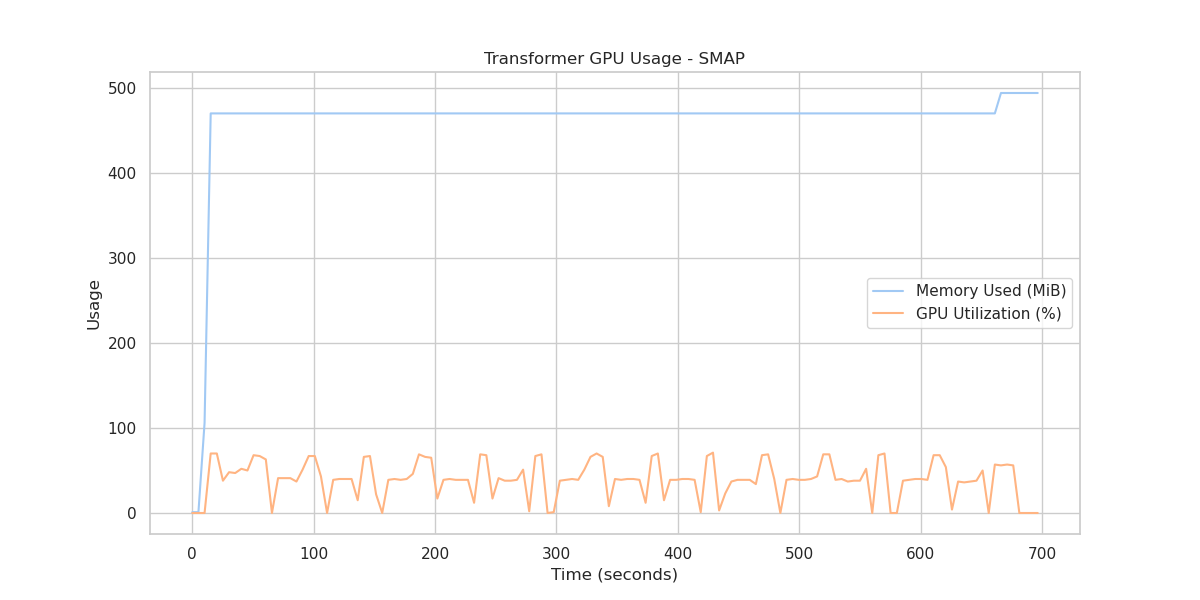 Transformer GPU Usage - SMAP
500
400
300
200
100
0
Usage
Memory Used (MiB)
GPU Utilization (%)
0 100 200 300 400 500 600 700
Time (seconds)